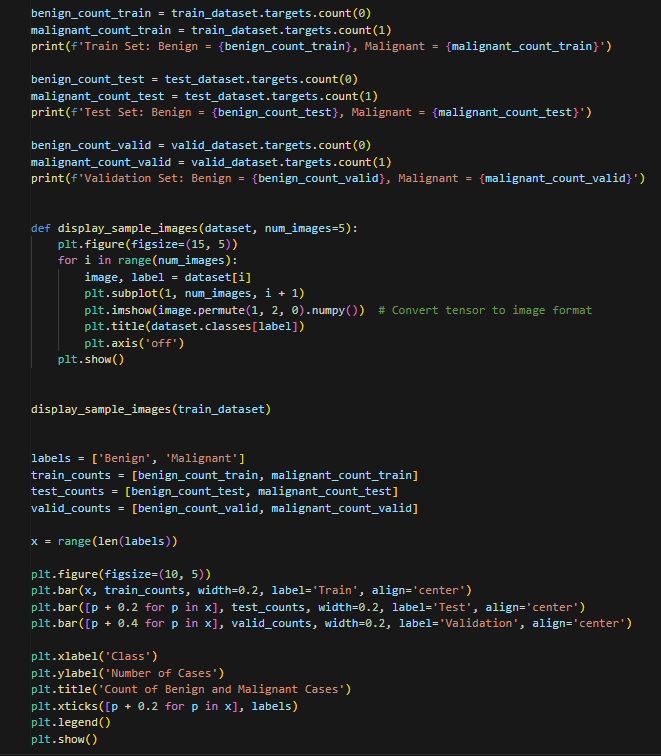 benign_count_train = train_dataset.targets.count(0)
malignant_count_train = train_dataset.targets.count(1)
print(f'Train Set: Benign = {benign_count_train}, Malignant = {malignant_count_train}')

benign_count_test = test_dataset.targets.count(0)
malignant_count_test = test_dataset.targets.count(1)
print(f'Test Set: Benign = {benign_count_test}, Malignant = {malignant_count_test}')

benign_count_valid = valid_dataset.targets.count(0)
malignant_count_valid = valid_dataset.targets.count(1)
print(f'Validation Set: Benign = {benign_count_valid}, Malignant = {malignant_count_valid}')


def display_sample_images(dataset, num_images=5):
    plt.figure(figsize=(15, 5))
    for i in range(num_images):
        image, label = dataset[i]
        plt.subplot(1, num_images, i + 1)
        plt.imshow(image.permute(1, 2, 0).numpy())  # Convert tensor to image format
        plt.title(dataset.classes[label])
        plt.axis('off')
    plt.show()


display_sample_images(train_dataset)


labels = ['Benign', 'Malignant']
train_counts = [benign_count_train, malignant_count_train]
test_counts = [benign_count_test, malignant_count_test]
valid_counts = [benign_count_valid, malignant_count_valid]

x = range(len(labels))

plt.figure(figsize=(10, 5))
plt.bar(x, train_counts, width=0.2, label='Train', align='center')
plt.bar([p + 0.2 for p in x], test_counts, width=0.2, label='Test', align='center')
plt.bar([p + 0.4 for p in x], valid_counts, width=0.2, label='Validation', align='center')

plt.xlabel('Class')
plt.ylabel('Number of Cases')
plt.title('Count of Benign and Malignant Cases')
plt.xticks([p + 0.2 for p in x], labels)
plt.legend()
plt.show()